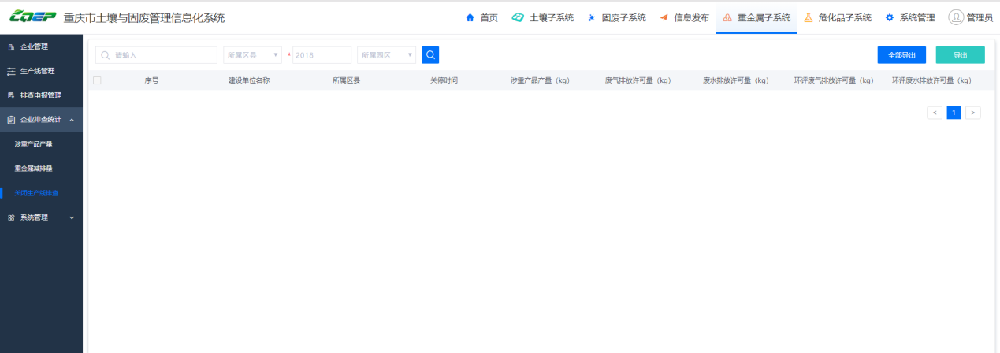 CAEP 重庆市土壤与固废管理信息化系统
首页 土壤子系统 固废子系统 信息发布 重金属子系统 危化品子系统 系统管理 管理员
企业管理
生产线管理
排查申报管理
企业排查统计
涉重产品产量
重金属减排量
关闭生产线排查
系统管理
请输入 所属区县 * 2018 所属园区 全部导出 导出
序号 建设单位名称 所属区县 关停时间 涉重产品产量（kg） 废气排放许可量（kg） 废水排放许可量（kg） 环评废气排放许可量（kg） 环评废水排放许可量（kg）
< 1 >